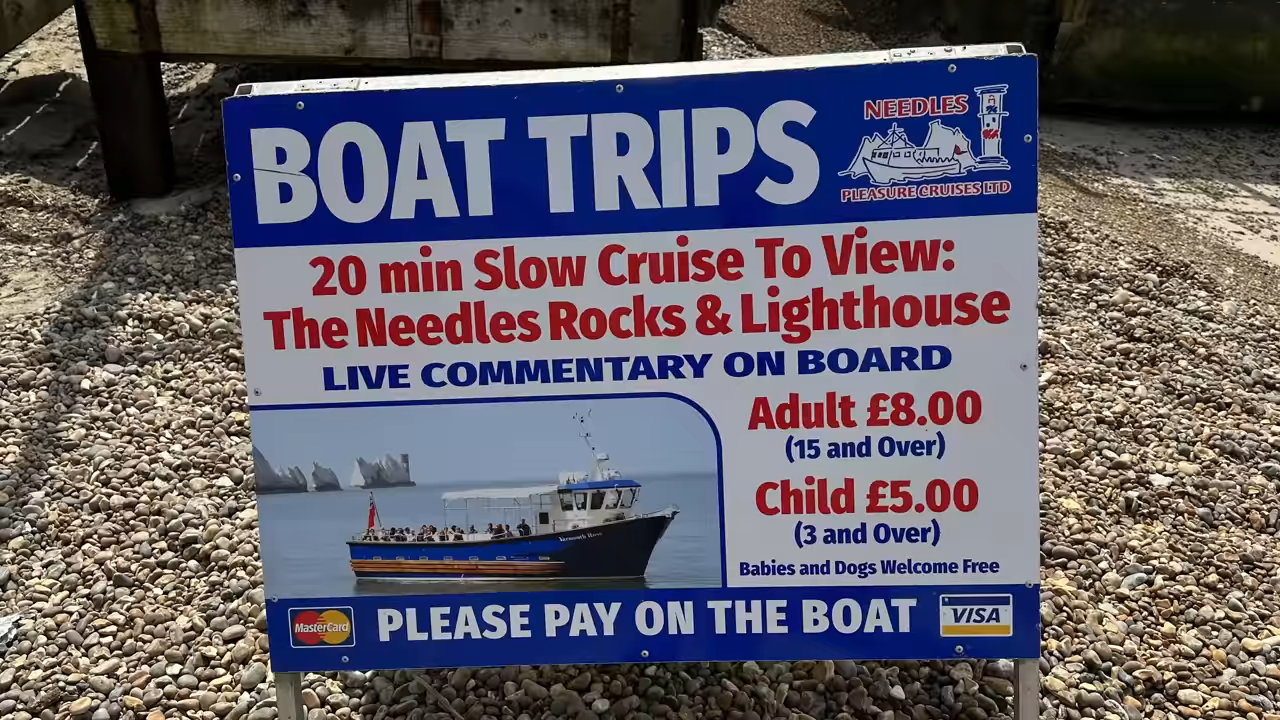 BOAT TRIPS
NEEDLES
PLEASURE CRUISES LTD
20 min Slow Cruise To View:
The Needles Rocks & Lighthouse
LIVE COMMENTARY ON BOARD
Adult £8.00
(15 and Over)
Child £5.00
(3 and Over)
Babies and Dogs Welcome Free
Yarmouth Rose
MasterCard
PLEASE PAY ON THE BOAT
VISA